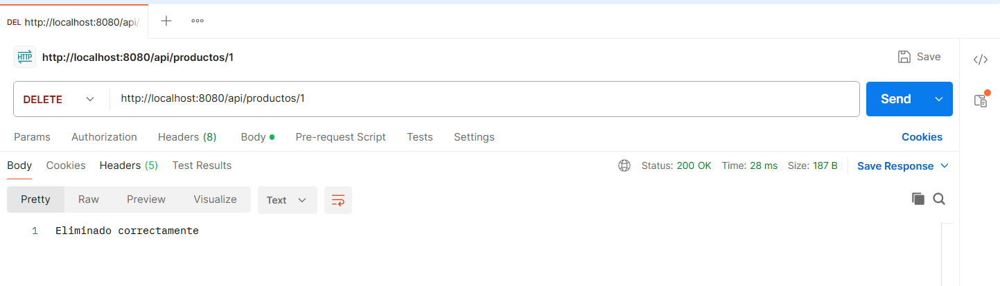 DEL http://localhost:8080/api/
HTTP http://localhost:8080/api/productos/1 Save
DELETE http://localhost:8080/api/productos/1 Send
Params Authorization Headers (8) Body Pre-request Script Tests Settings Cookies
Body Cookies Headers (5) Test Results Status: 200 OK Time: 28 ms Size: 187 B Save Response
Pretty Raw Preview Visualize Text
1 Eliminado correctamente